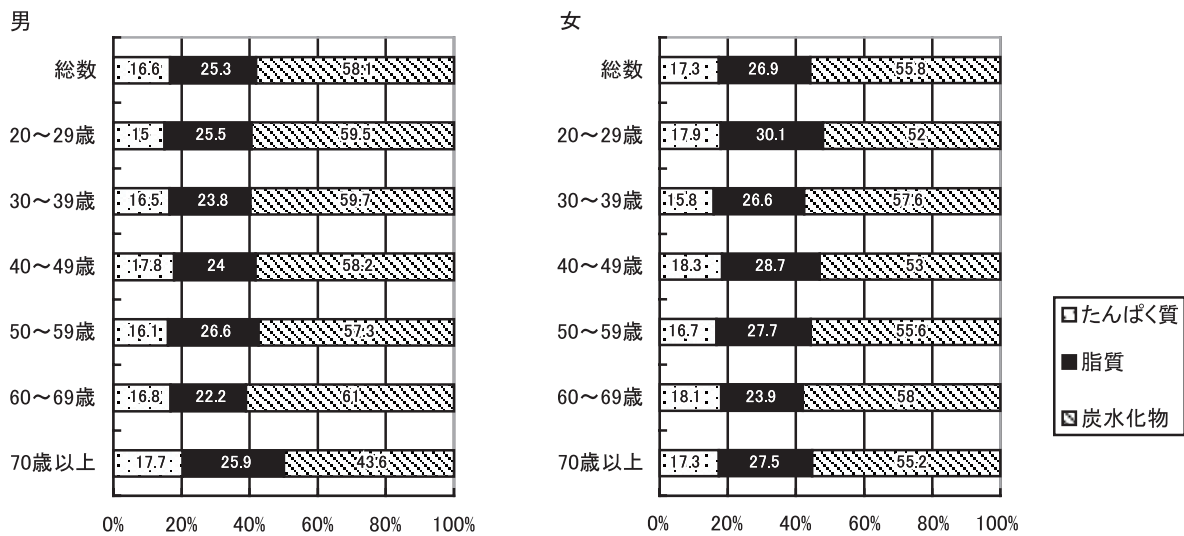 男
総数 16.6 25.3 58.1
20～29歳 15 25.5 59.5
30～39歳 16.5 23.8 59.7
40～49歳 17.8 24 58.2
50～59歳 16.1 26.6 57.3
60～69歳 16.8 22.2 61
70歳以上 17.7 25.9 43.6
0% 20% 40% 60% 80% 100%
女
総数 17.3 26.9 55.8
20～29歳 17.9 30.1 52
30～39歳 15.8 26.6 57.6
40～49歳 18.3 28.7 53
50～59歳 16.7 27.7 55.6
60～69歳 18.1 23.9 58
70歳以上 17.3 27.5 55.2
0% 20% 40% 60% 80% 100%
たんぱく質
脂質
炭水化物